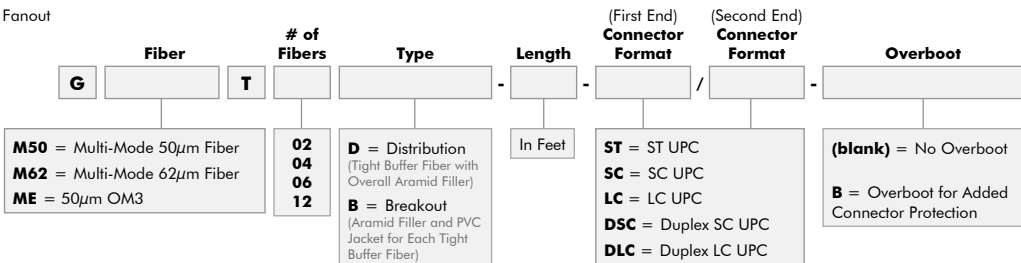 Fanout
Fiber
# of
Fibers
Type
Length
(First End)
Connector
Format
(Second End)
Connector
Format
Overboot
G T - - / -
M50 = Multi-Mode 50µm Fiber
M62 = Multi-Mode 62µm Fiber
ME = 50µm OM3
02
04
06
12
D = Distribution
(Tight Buffer Fiber with
Overall Aramid Filler)
B = Breakout
(Aramid Filler and PVC
Jacket for Each Tight
Buffer Fiber)
In Feet
ST = ST UPC
SC = SC UPC
LC = LC UPC
DSC = Duplex SC UPC
DLC = Duplex LC UPC
(blank) = No Overboot
B = Overboot for Added
Connector Protection